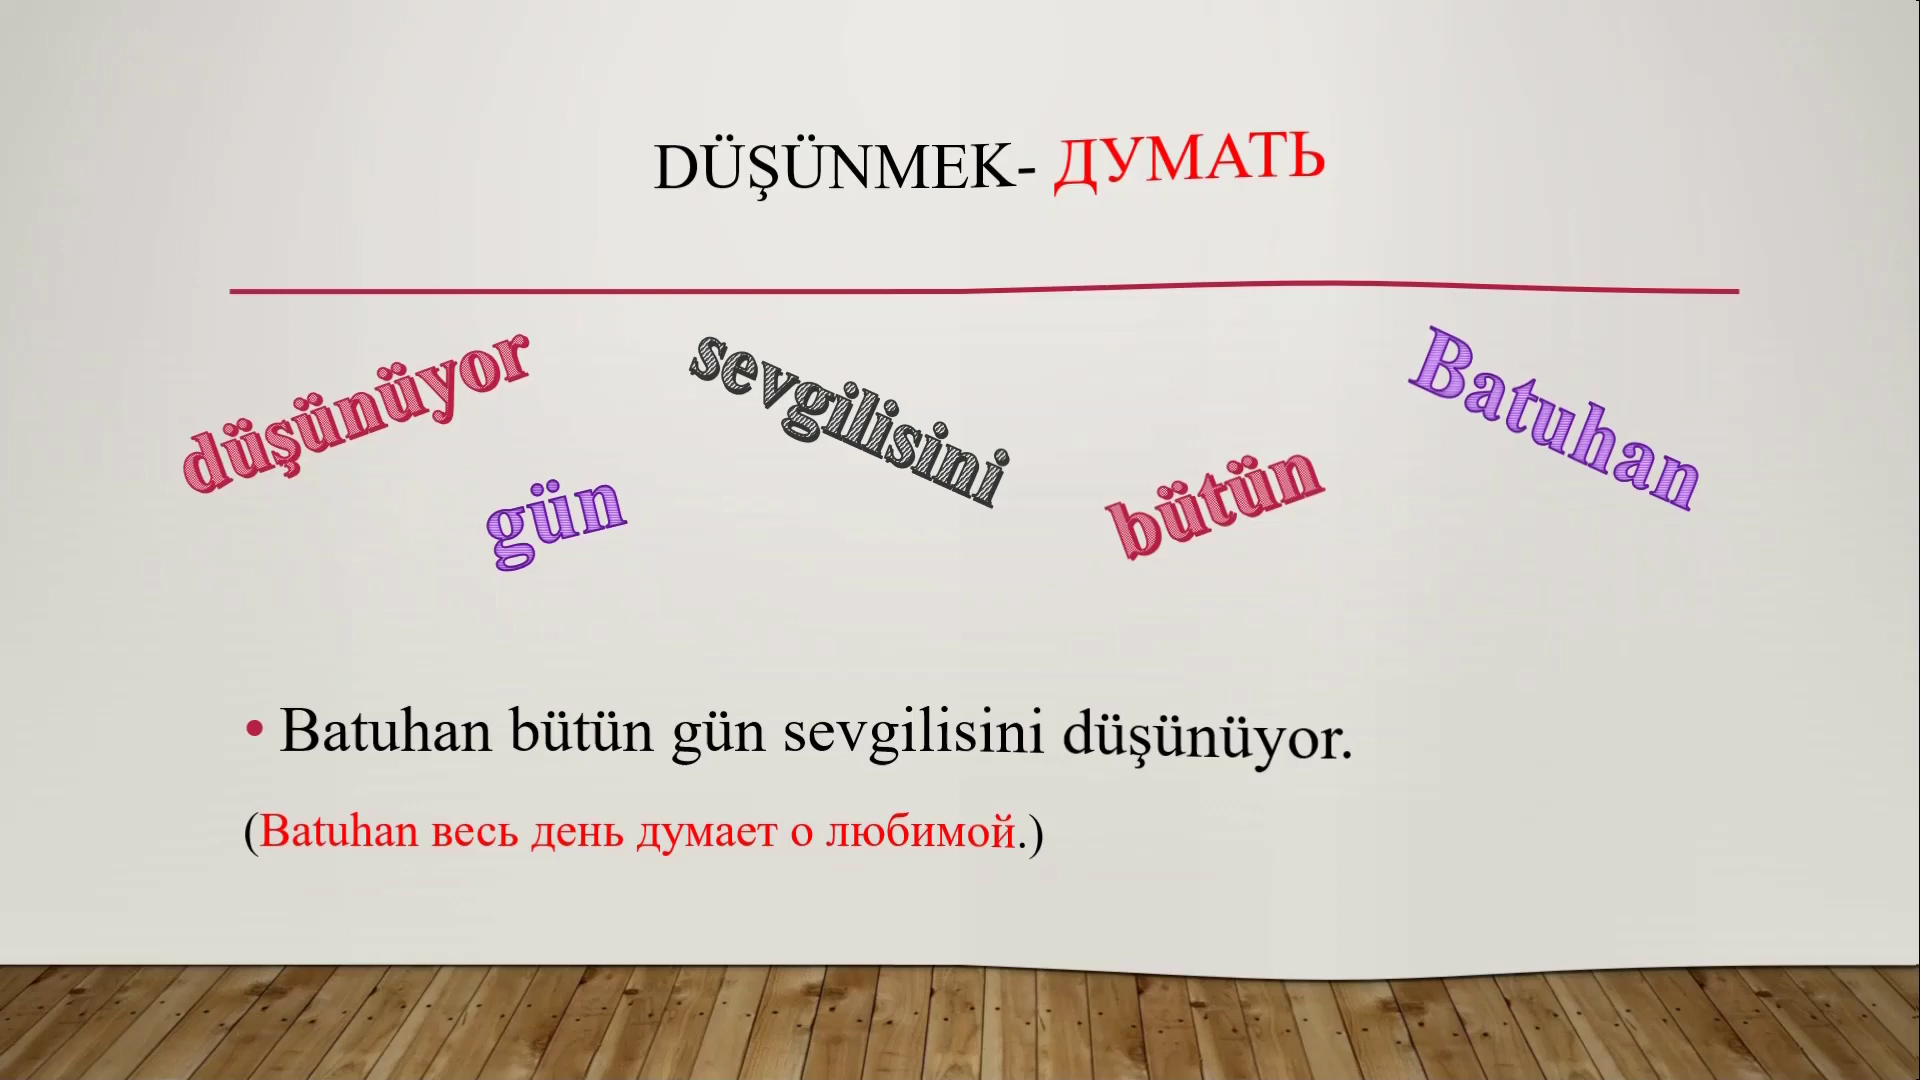 DÜŞÜNMEK- ДУМАТЬ
düşünüyor
gün
sevgilisini
bütün
Batuhan
• Batuhan bütün gün sevgilisini düşünüyor.
(Batuhan весь день думает о любимой.)